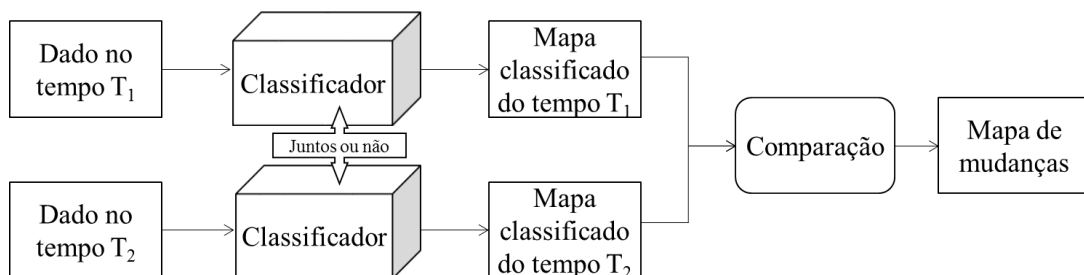 Dado no
tempo T₁
Classificador
Mapa
classificado
do tempo T₁
Juntos ou não
Comparação
Mapa de
mudanças
Dado no
tempo T₂
Classificador
Mapa
classificado
do tempo T₂